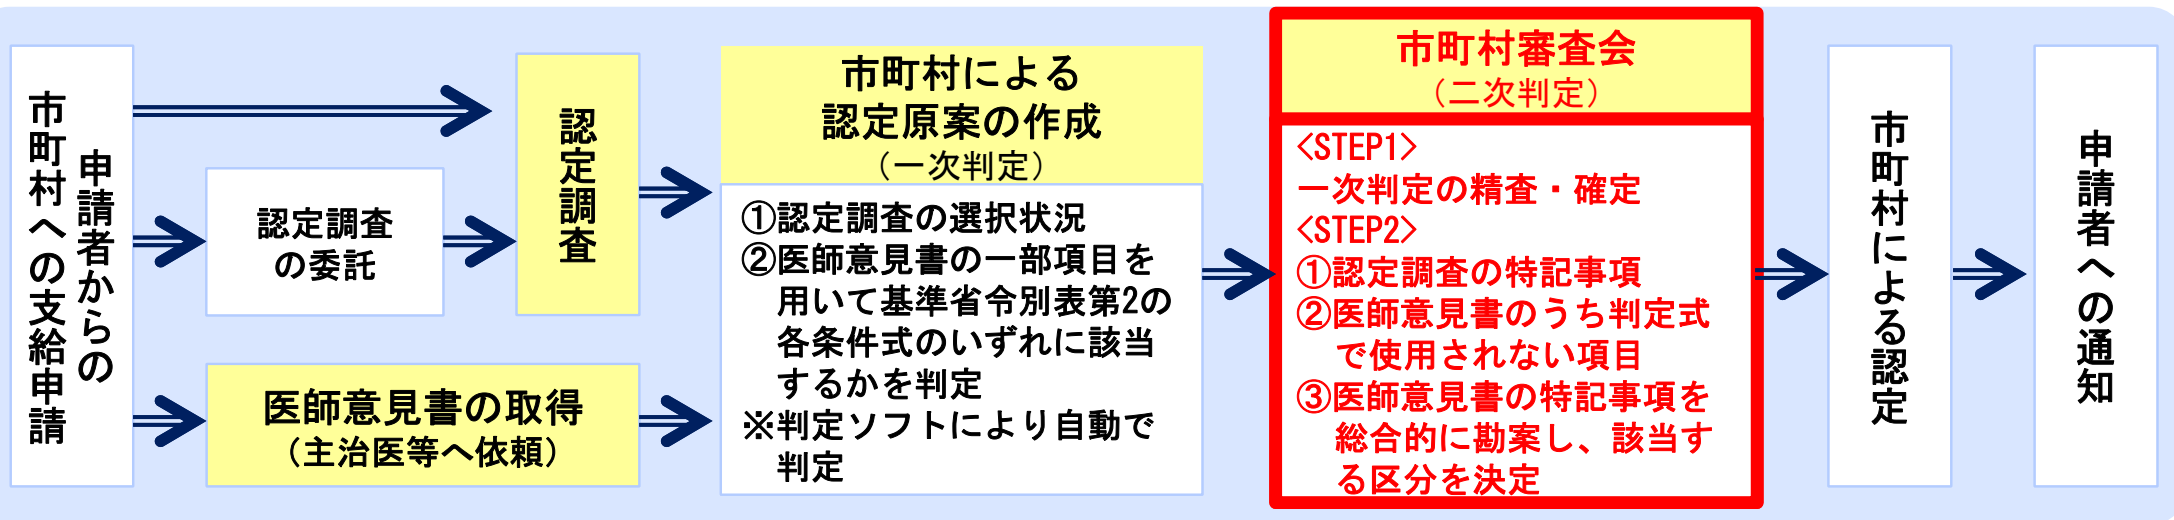 申請者からの
市町村への支給申請
認定調査
の委託
認定調査
医師意見書の取得
（主治医等へ依頼）
市町村による
認定原案の作成
（一次判定）
①認定調査の選択状況
②医師意見書の一部項目を
用いて基準省令別表第2の
各条件式のいずれに該当
するかを判定
※判定ソフトにより自動で
判定
市町村審査会
（二次判定）
<STEP1>
一次判定の精査・確定
<STEP2>
①認定調査の特記事項
②医師意見書のうち判定式
で使用されない項目
③医師意見書の特記事項を
総合的に勘案し、該当す
る区分を決定
市町村による認定
申請者への通知